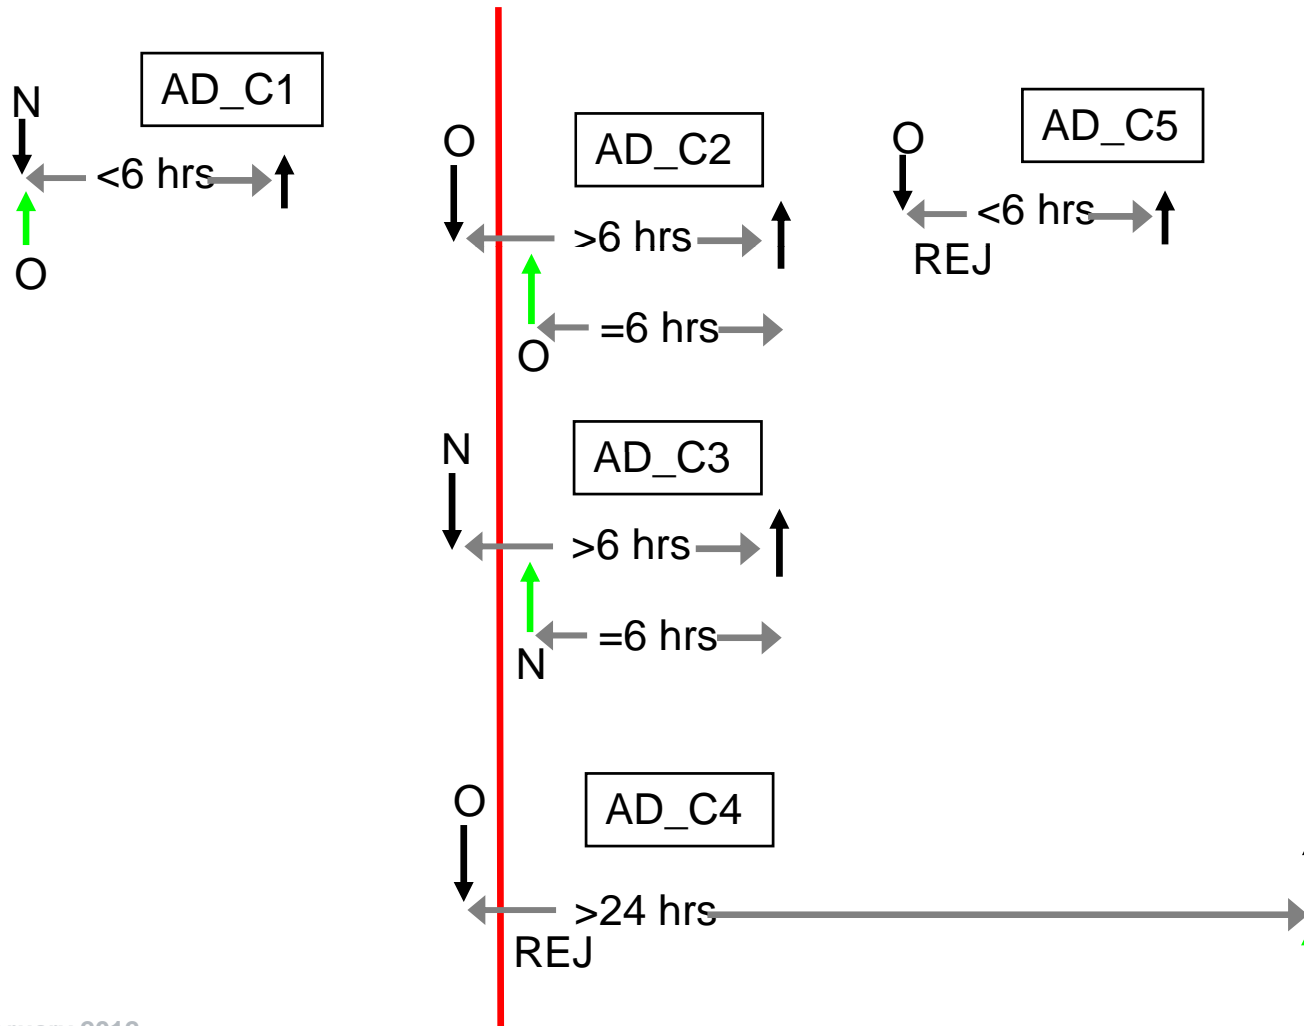 AD_C1
N
<6 hrs
O
O
AD_C2
>6 hrs
=6 hrs
O
AD_C5
O
<6 hrs
REJ
N
AD_C3
>6 hrs
=6 hrs
N
O
AD_C4
>24 hrs
REJ